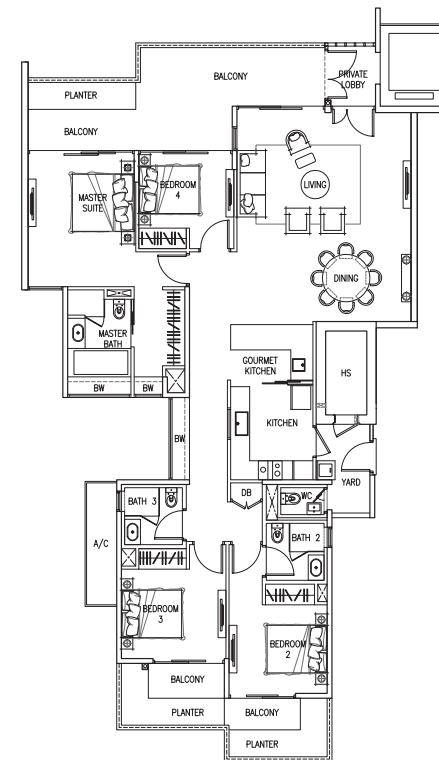 BALCONY
PRIVATE
LOBBY
PLANTER
BALCONY
MASTER
SUITE
BEDROOM
4
LIVING
DINING
MASTER
BATH
GOURMET
KITCHEN
HS
BW
BW
KITCHEN
BW
YARD
DB
WC
BATH 3
BATH 2
A/C
BEDROOM
3
BEDROOM
2
BALCONY
PLANTER
BALCONY
PLANTER